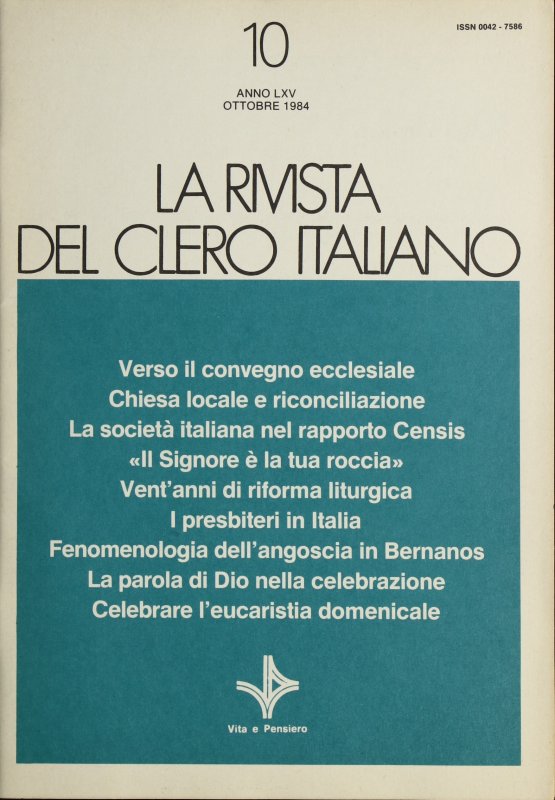 10
ISSN 0042 - 7586
ANNO LXV
OTTOBRE 1984
LA RIVISTA
DEL CLERO ITALIANO
Verso il convegno ecclesiale
Chiesa locale e riconciliazione
La società italiana nel rapporto Censis
«Il Signore è la tua roccia»
Vent'anni di riforma liturgica
I presbiteri in Italia
Fenomenologia dell'angoscia in Bernanos
La parola di Dio nella celebrazione
Celebrare l'eucaristia domenicale
Vita e Pensiero